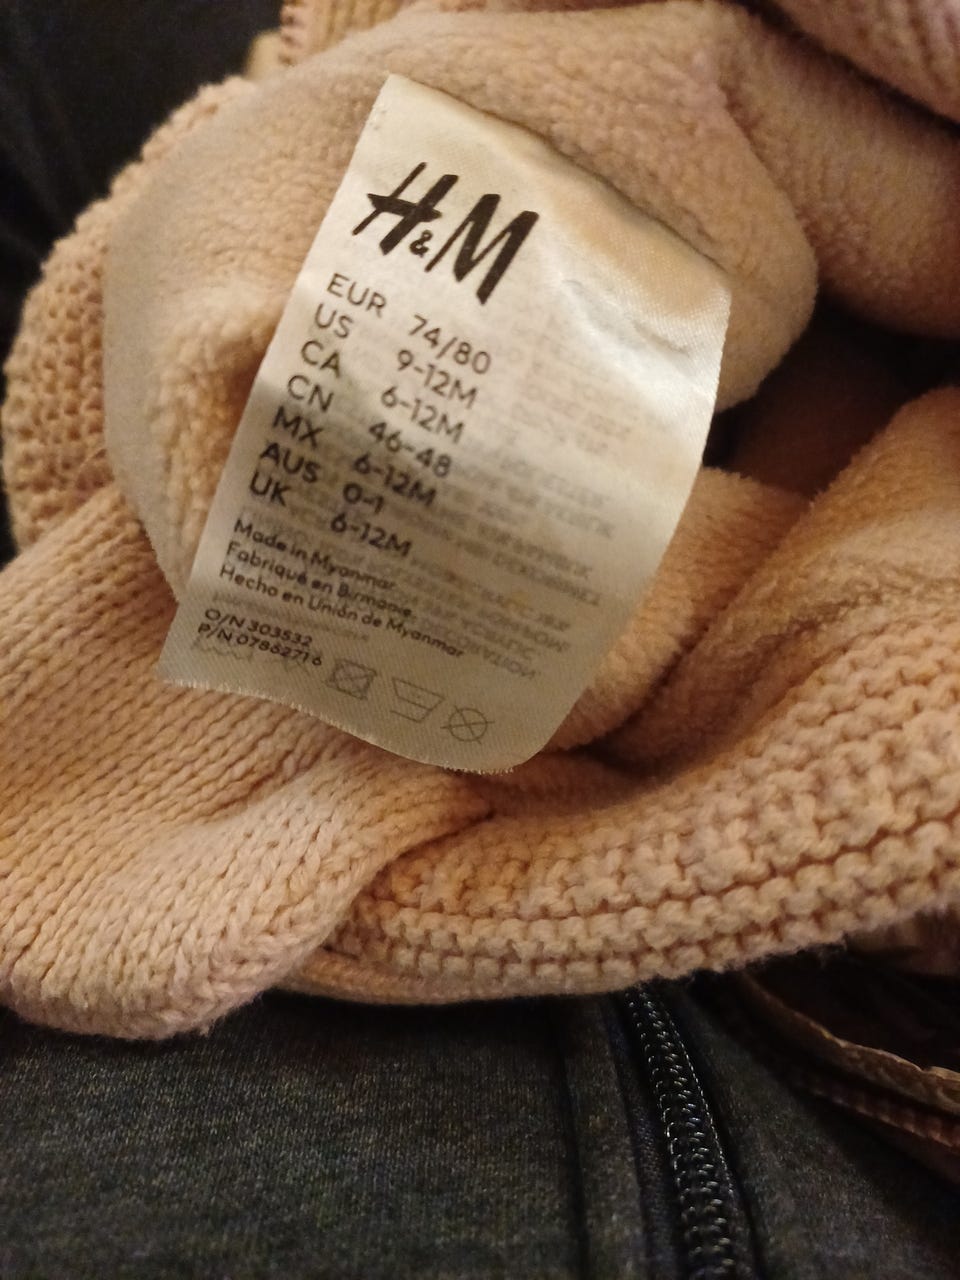 H&M
EUR 74/80
US 9-12M
CA 6-12M
CN 46-48
MX 6-12M
AUS 0-1
UK 6-12M
Made in Myanmar
Fabriqué en Birmanie
Hecho en Unión de Myanmar
O/N 303532
P/N 07862716